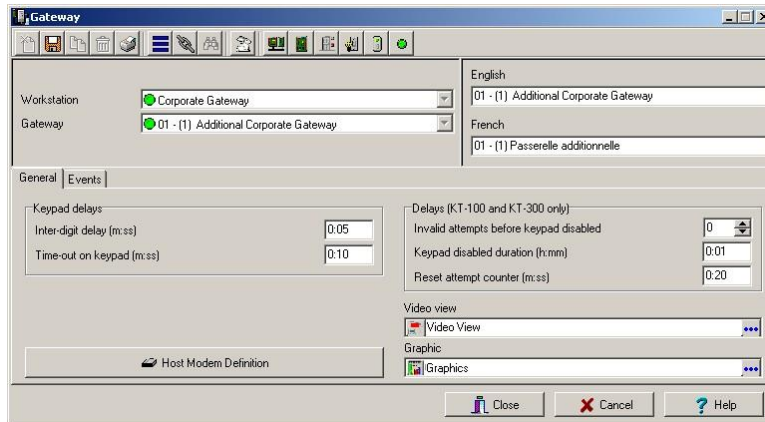 Gateway
Workstation
Corporate Gateway
Gateway
01 - (1) Additional Corporate Gateway
English
01 - (1) Additional Corporate Gateway
French
01 - (1) Passerelle additionnelle
General
Events
Keypad delays
Inter-digit delay (m:ss)
0:05
Time-out on keypad (m:ss)
0:10
Delays (KT-100 and KT-300 only)
Invalid attempts before keypad disabled
0
Keypad disabled duration (h:mm)
0:01
Reset attempt counter (m:ss)
0:20
Video view
Video View
Graphic
Graphics
Host Modem Definition
Close
Cancel
Help